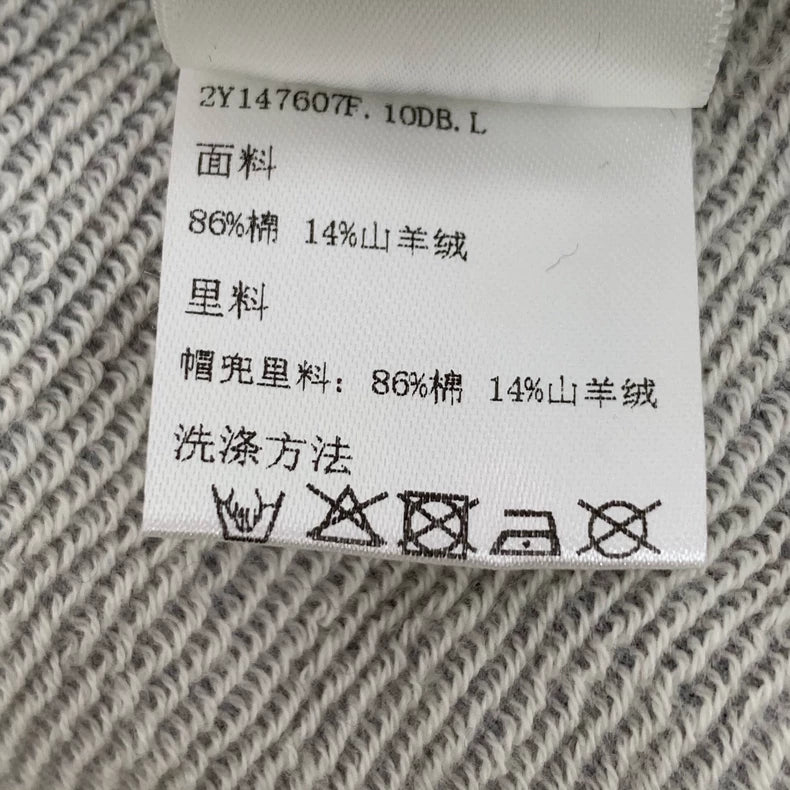 2Y147607F.10DB.L
面料
86%棉 14%山羊绒
里料
帽兜里料：86%棉 14%山羊绒
洗涤方法